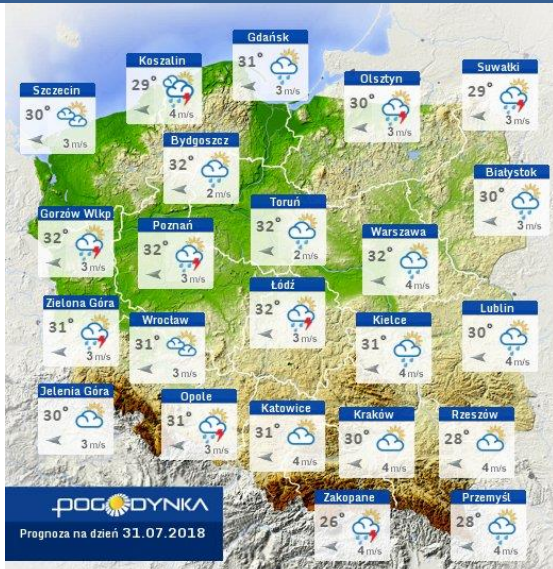 Gdańsk
31°
3 m/s
Koszalin
29°
4 m/s
Suwałki
29°
3 m/s
Olsztyn
30°
3 m/s
Szczecin
30°
3 m/s
Bydgoszcz
32°
2 m/s
Białystok
30°
3 m/s
Toruń
32°
2 m/s
Gorzów Wlkp
32°
3 m/s
Poznań
32°
3 m/s
Warszawa
32°
4 m/s
Łódź
32°
3 m/s
Zielona Góra
31°
3 m/s
Wrocław
31°
3 m/s
Kielce
31°
4 m/s
Lublin
30°
4 m/s
Jelenia Góra
30°
3 m/s
Opole
31°
3 m/s
Katowice
31°
4 m/s
Kraków
30°
4 m/s
Rzeszów
28°
4 m/s
Zakopane
26°
4 m/s
Przemyśl
28°
4 m/s
POGODYNKA
Prognoza na dzień 31.07.2018